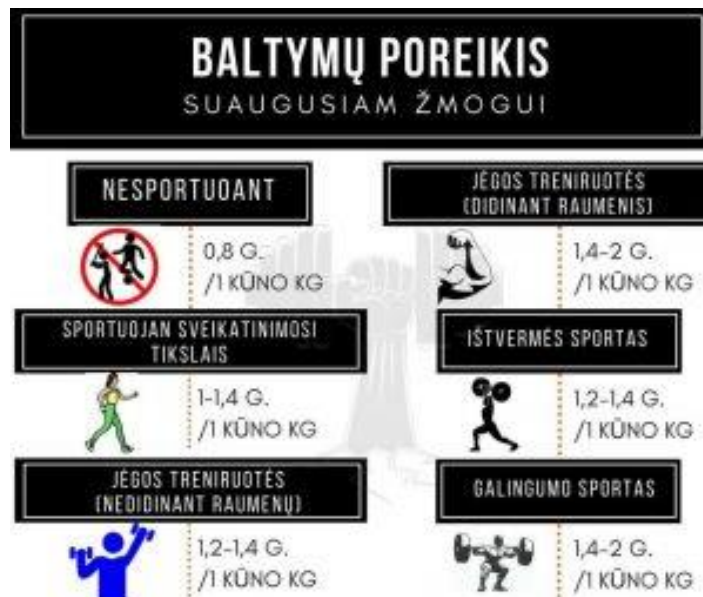 BALTYMŲ POREIKIS
SUAUGUSIAM ŽMOGUI
NESPORTUOANT
0,8 G.
/1 KŪNO KG
SPORTUOJAN SVEIKATINIMOSI
TIKSLAIS
1-1,4 G.
/1 KŪNO KG
JĖGOS TRENIRUOTĖS
(NEDIDINANT RAUMENŲ)
1,2-1,4 G.
/1 KŪNO KG
JĖGOS TRENIRUOTĖS
(DIDINANT RAUMENIS)
1,4-2 G.
/1 KŪNO KG
IŠTVERMĖS SPORTAS
1,2-1,4 G.
/1 KŪNO KG
GALINGUMO SPORTAS
1,4-2 G.
/1 KŪNO KG